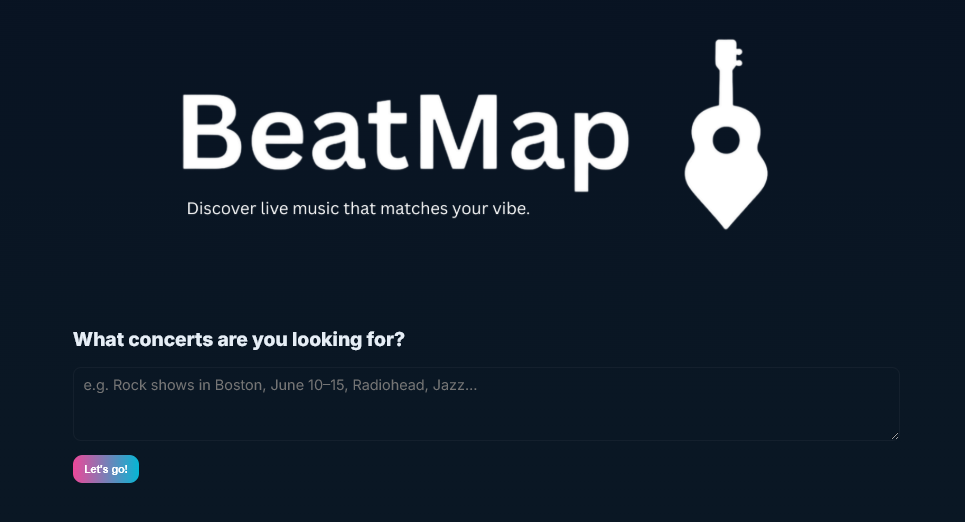 BeatMap
Discover live music that matches your vibe.
What concerts are you looking for?
e.g. Rock shows in Boston, June 10–15, Radiohead, Jazz...
Let's go!